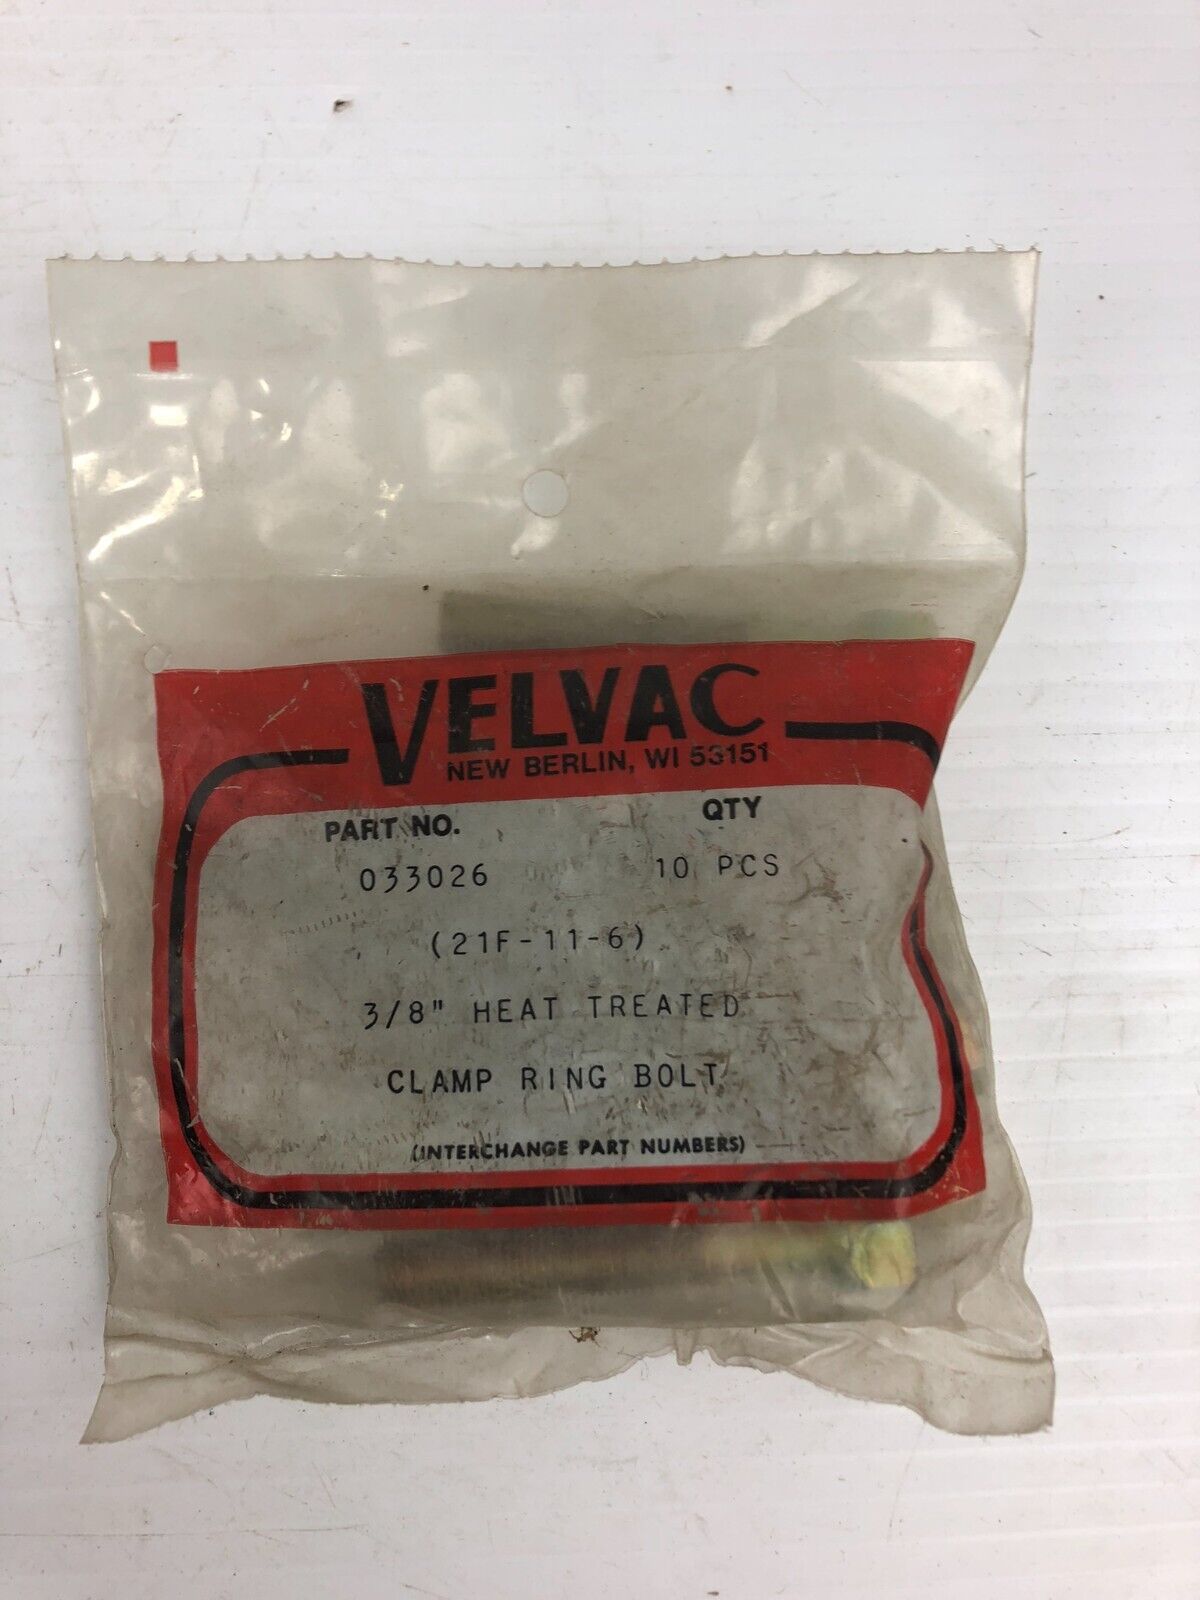 VELVAC
NEW BERLIN, WI 53151
PART NO. QTY
033026 10 PCS
(21F-11-6)
3/8" HEAT TREATED
CLAMP RING BOLT
(INTERCHANGE PART NUMBERS)